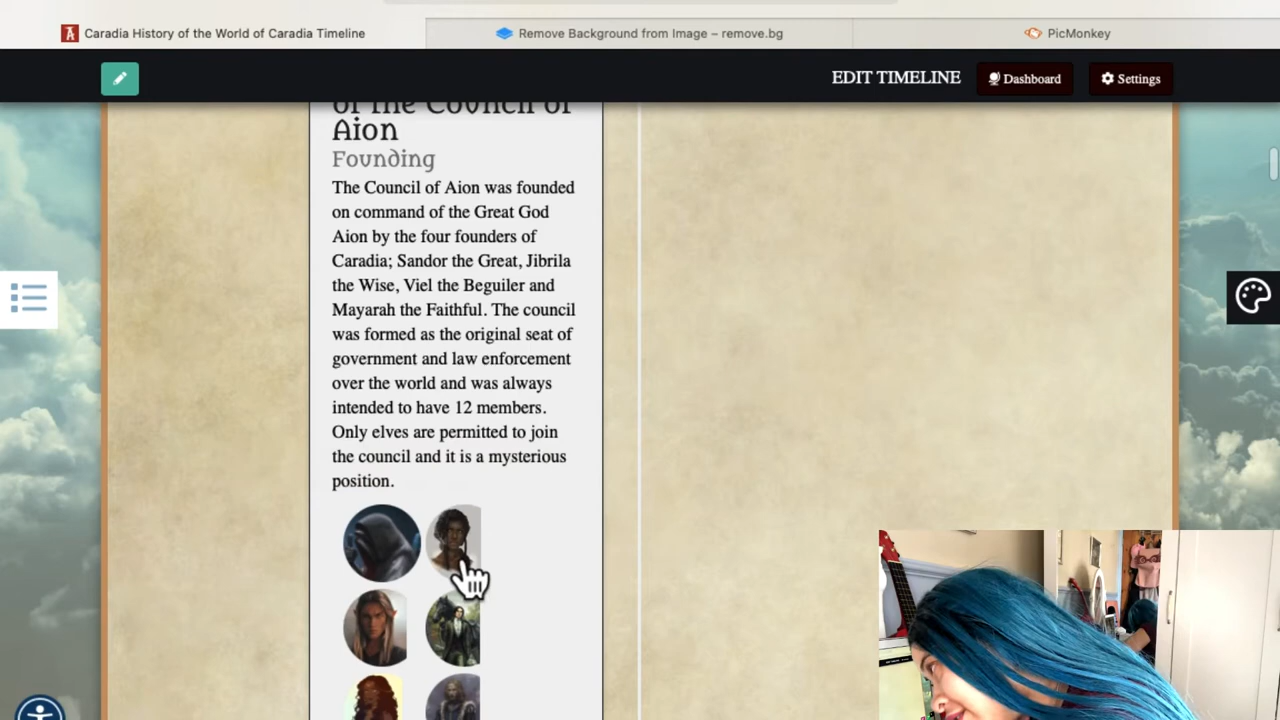 Caradia History of the World of Caradia Timeline
Remove Background from Image – remove.bg
PicMonkey
EDIT TIMELINE
Dashboard
Settings
of the Council of
Aion
Founding
The Council of Aion was founded
on command of the Great God
Aion by the four founders of
Caradia; Sandor the Great, Jibrila
the Wise, Viel the Beguiler and
Mayarah the Faithful. The council
was formed as the original seat of
government and law enforcement
over the world and was always
intended to have 12 members.
Only elves are permitted to join
the council and it is a mysterious
position.